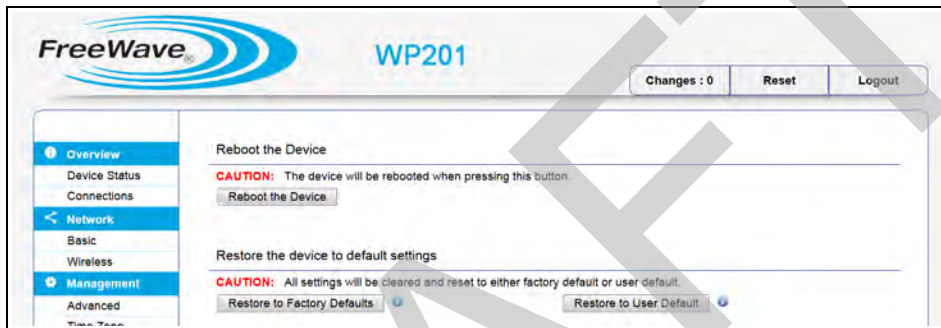 FreeWave®
WP201
Changes : 0 Reset Logout
Overview
Device Status
Connections
Network
Basic
Wireless
Management
Advanced
Time Zone
Reboot the Device
CAUTION: The device will be rebooted when pressing this button.
Reboot the Device
Restore the device to default settings
CAUTION: All settings will be cleared and reset to either factory default or user default.
Restore to Factory Defaults Restore to User Default